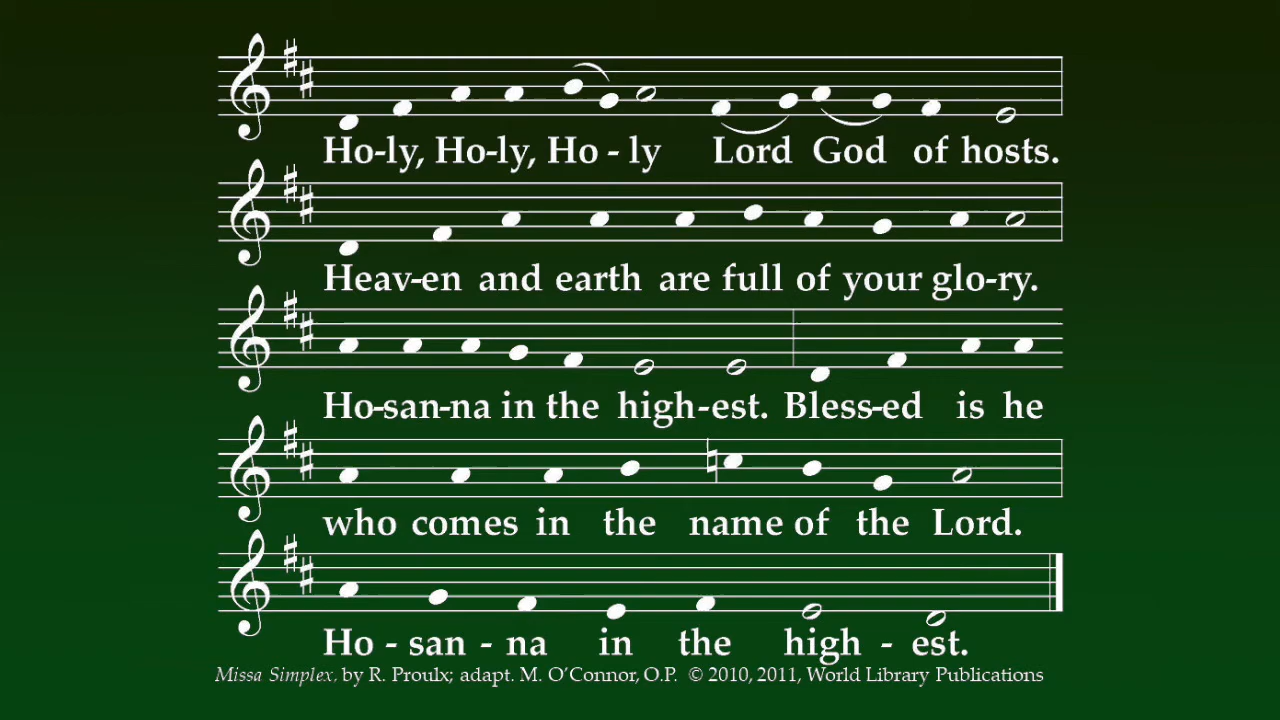 Ho-ly, Ho-ly, Ho - ly Lord God of hosts.
Heav-en and earth are full of your glo-ry.
Ho-san-na in the high-est. Bless-ed is he
who comes in the name of the Lord.
Ho - san - na in the high - est.
Missa Simplex, by R. Proulx; adapt. M. O’Connor, O.P. © 2010, 2011, World Library Publications